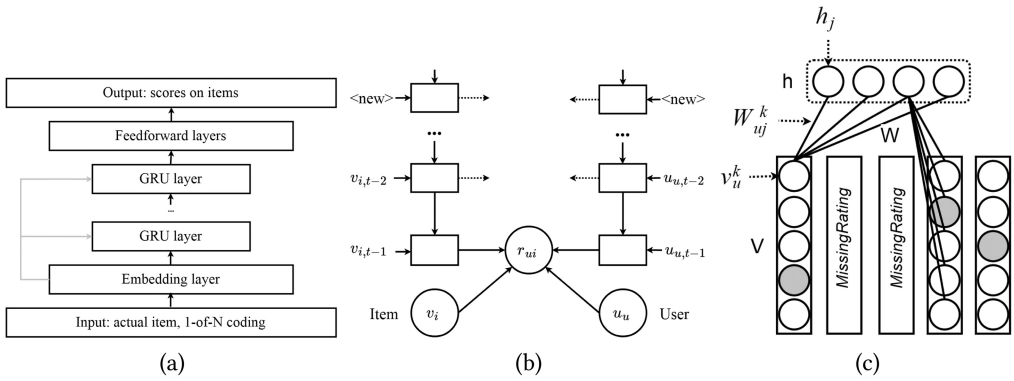 Output: scores on items
Feedforward layers
GRU layer
...
GRU layer
Embedding layer
Input: actual item, 1-of-N coding
(a)
<new>
<new>
...
...
v_{i,t−2}
u_{u,t−2}
v_{i,t−1}
r_{ui}
u_{u,t−1}
Item
v_i
u_u
User
(b)
h_j
h
W_{uj}^k
W
v_u^k
V
MissingRating
MissingRating
(c)